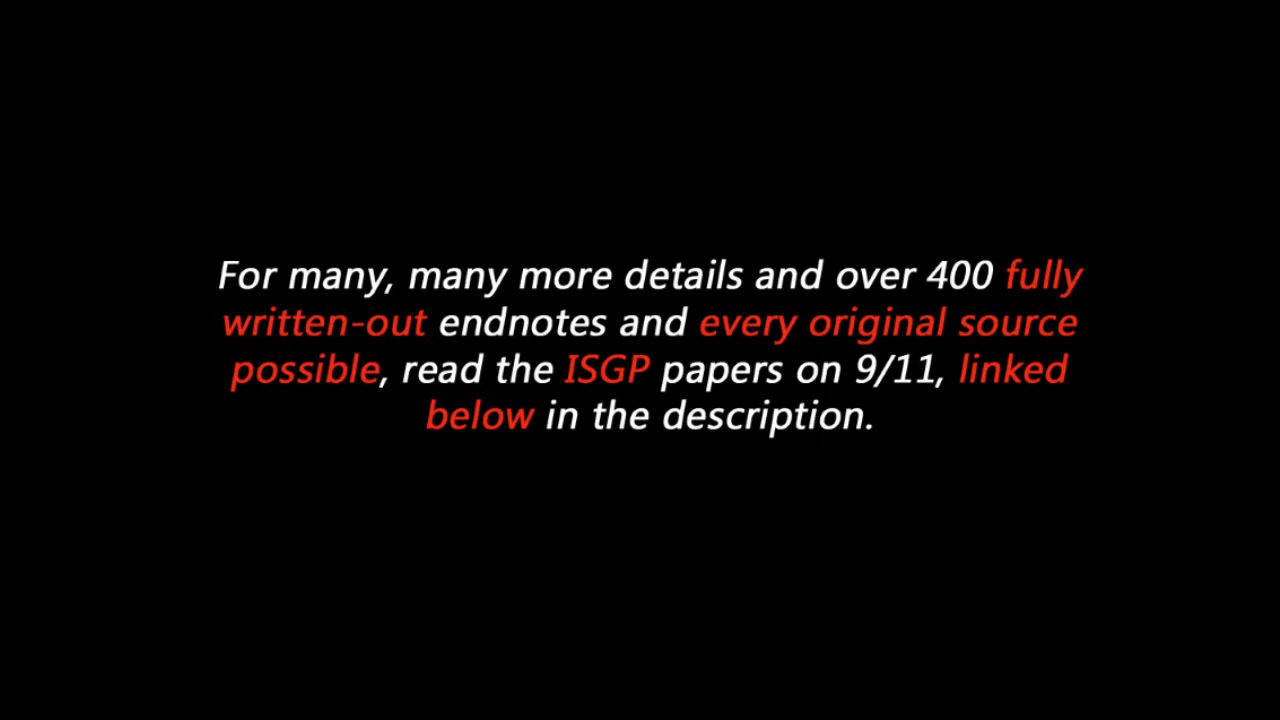 For many, many more details and over 400 fully
written-out endnotes and every original source
possible, read the ISGP papers on 9/11, linked
below in the description.